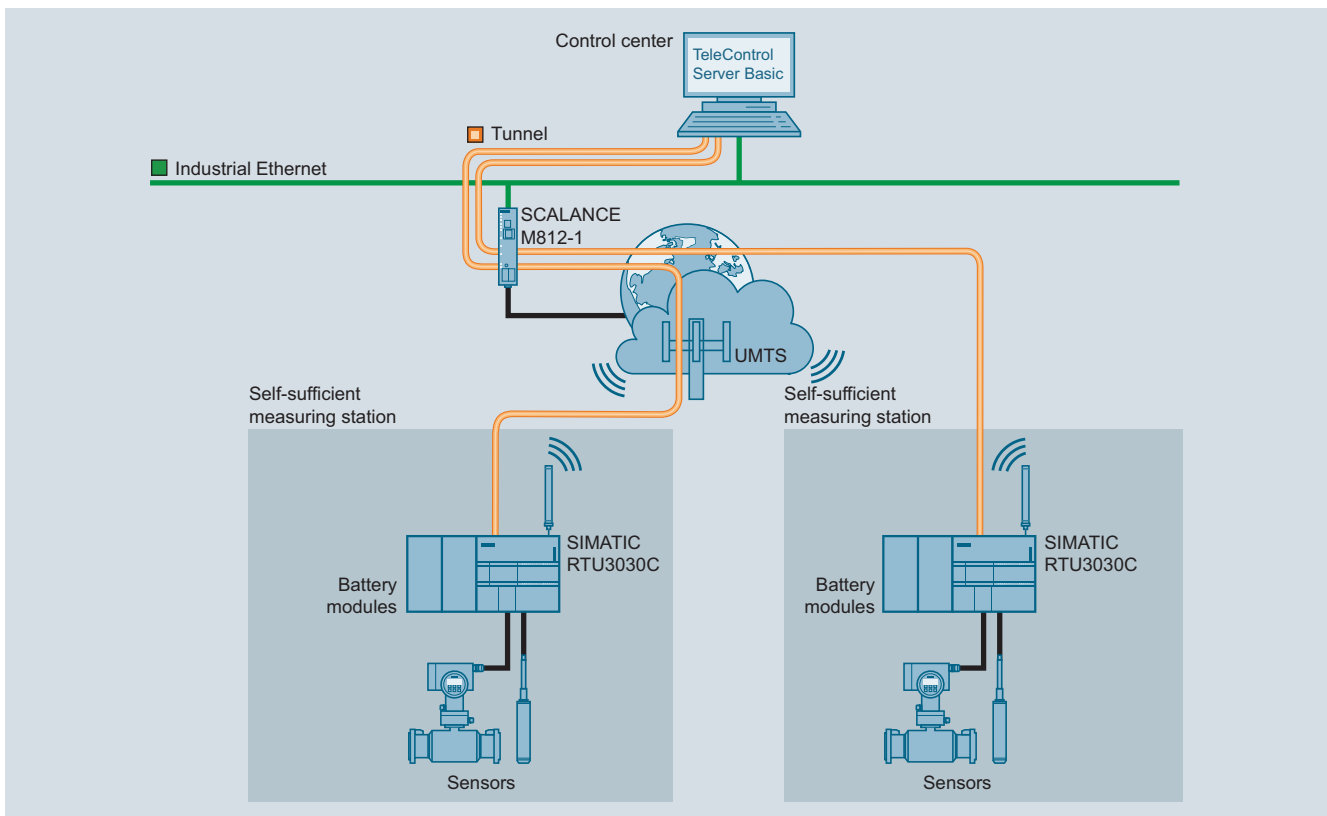 Control center
TeleControl
Server Basic
Tunnel
Industrial Ethernet
SCALANCE
M812-1
UMTS
Self-sufficient
measuring station
Self-sufficient
measuring station
SIMATIC
RTU3030C
Battery
modules
Sensors
SIMATIC
RTU3030C
Battery
modules
Sensors